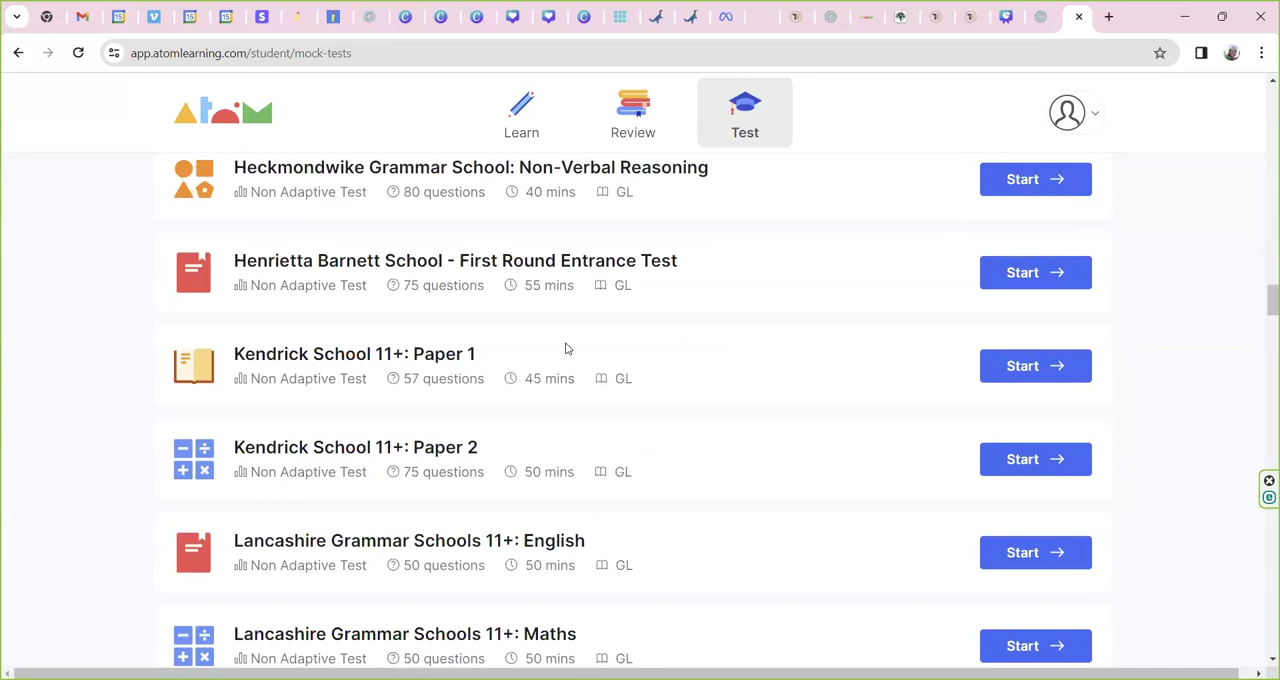 app.atomlearning.com/student/mock-tests
atom
Learn
Review
Test
Heckmondwike Grammar School: Non-Verbal Reasoning
Non Adaptive Test 80 questions 40 mins GL
Start
Henrietta Barnett School - First Round Entrance Test
Non Adaptive Test 75 questions 55 mins GL
Start
Kendrick School 11+: Paper 1
Non Adaptive Test 57 questions 45 mins GL
Start
Kendrick School 11+: Paper 2
Non Adaptive Test 75 questions 50 mins GL
Start
Lancashire Grammar Schools 11+: English
Non Adaptive Test 50 questions 50 mins GL
Start
Lancashire Grammar Schools 11+: Maths
Non Adaptive Test 50 questions 50 mins GL
Start